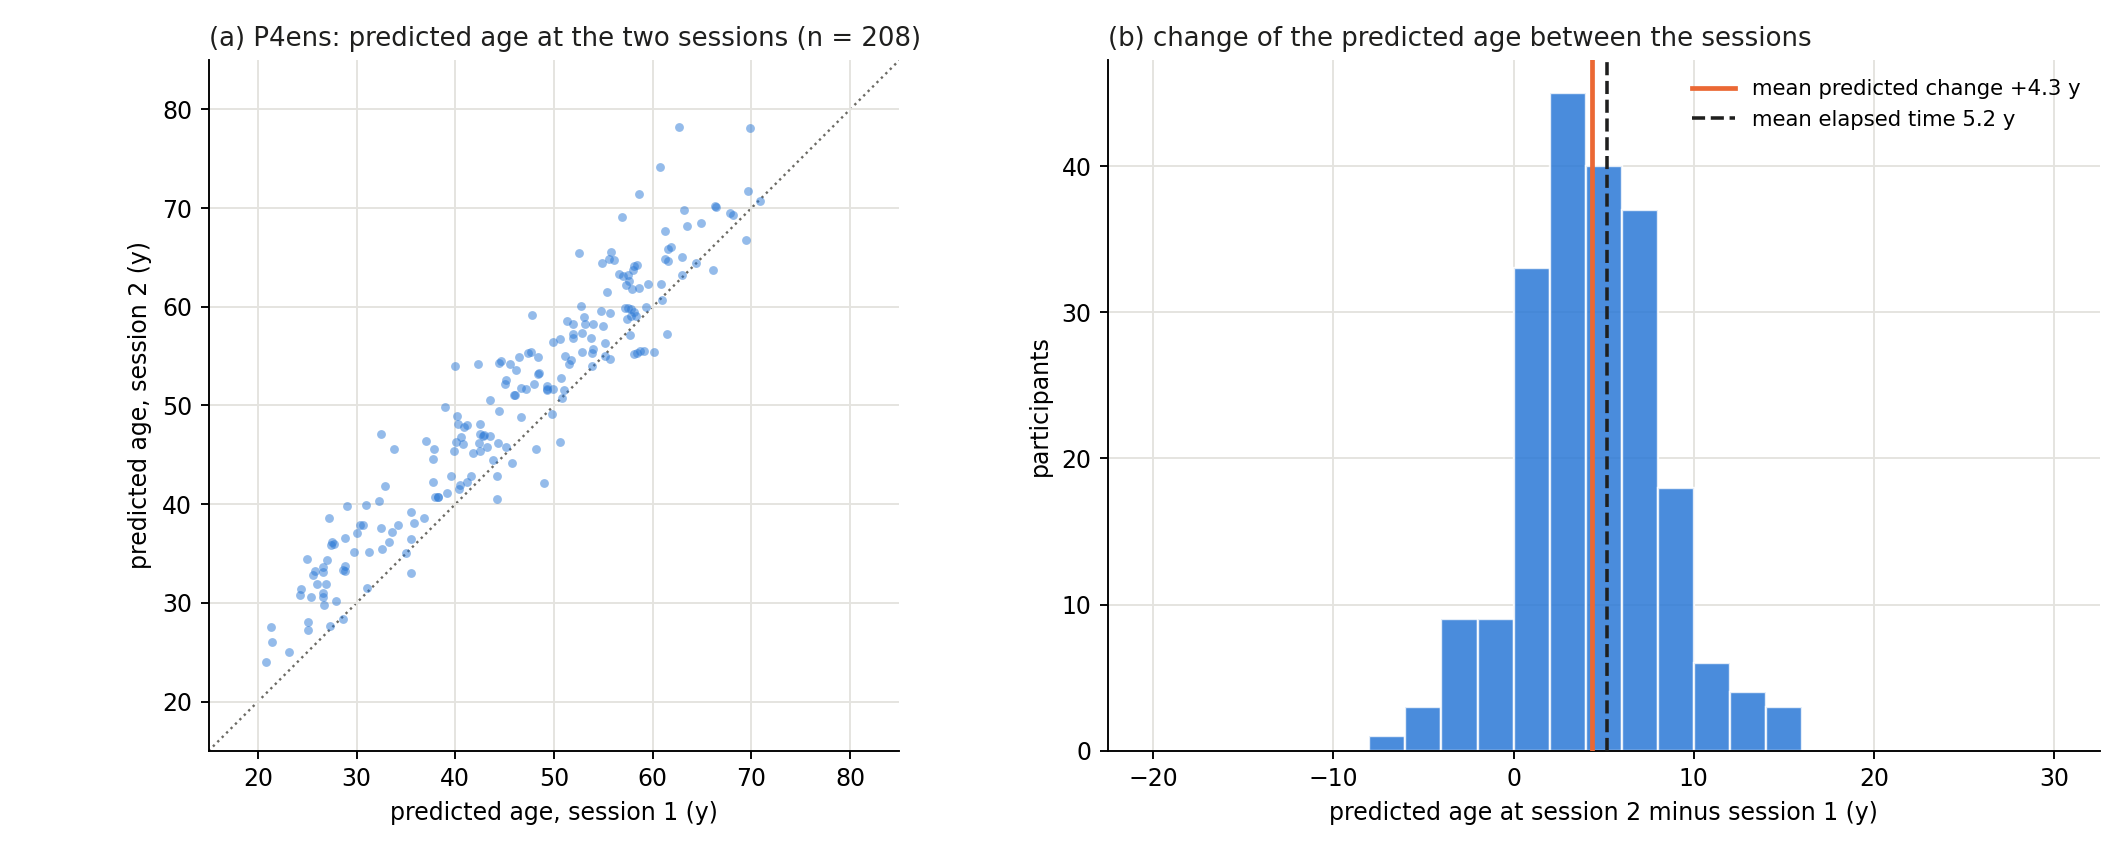 (a) P4ens: predicted age at the two sessions (n = 208)
80
70
60
50
40
30
20
predicted age, session 2 (y)
20 30 40 50 60 70 80
predicted age, session 1 (y)
(b) change of the predicted age between the sessions
mean predicted change +4.3 y
mean elapsed time 5.2 y
40
30
20
10
0
participants
−20 −10 0 10 20 30
predicted age at session 2 minus session 1 (y)